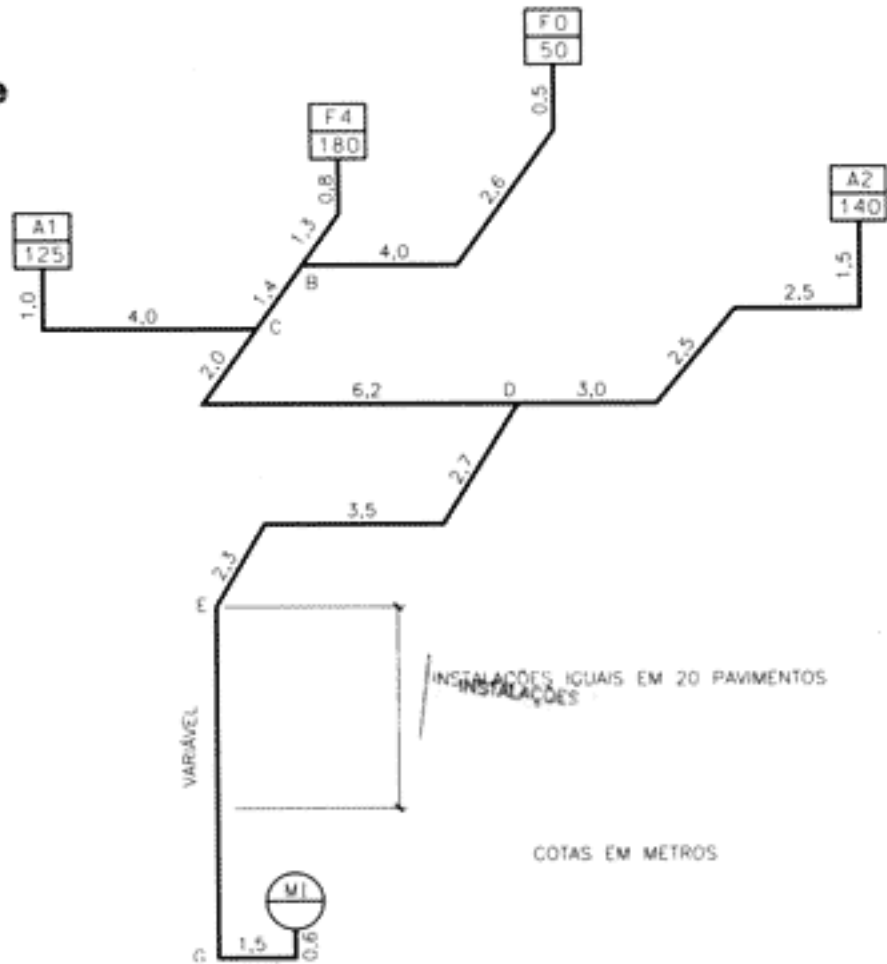 e
F0
50
0,5
F4
180
0,8
2,6
A2
140
A1
125
1,3
4,0
B
1,5
1,0
4,0
1,4
C
2,5
2,0
2,5
6,2
D
3,0
2,7
3,5
2,3
E
INSTALAÇÕES IGUAIS EM 20 PAVIMENTOS
INSTALAÇÕES
VARIÁVEL
COTAS EM METROS
MI
1,5
0,6